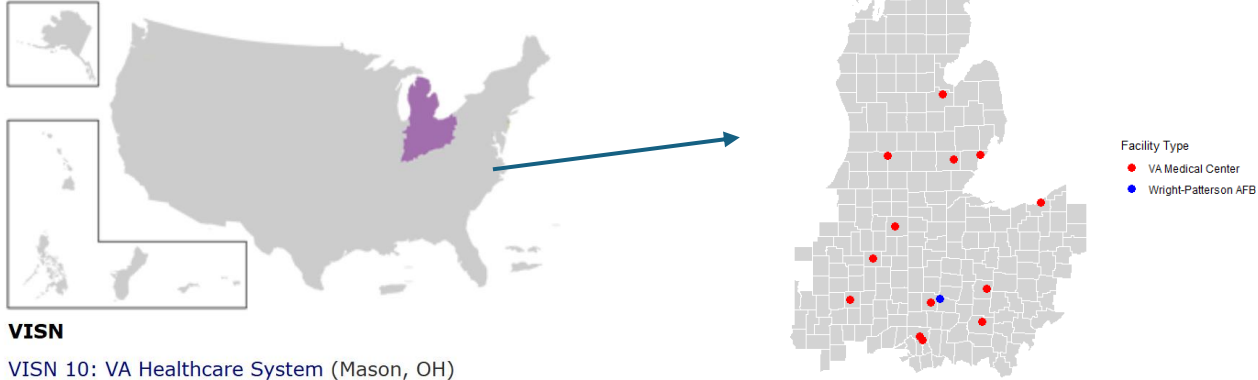 VISN
VISN 10: VA Healthcare System (Mason, OH)
Facility Type
VA Medical Center
Wright-Patterson AFB